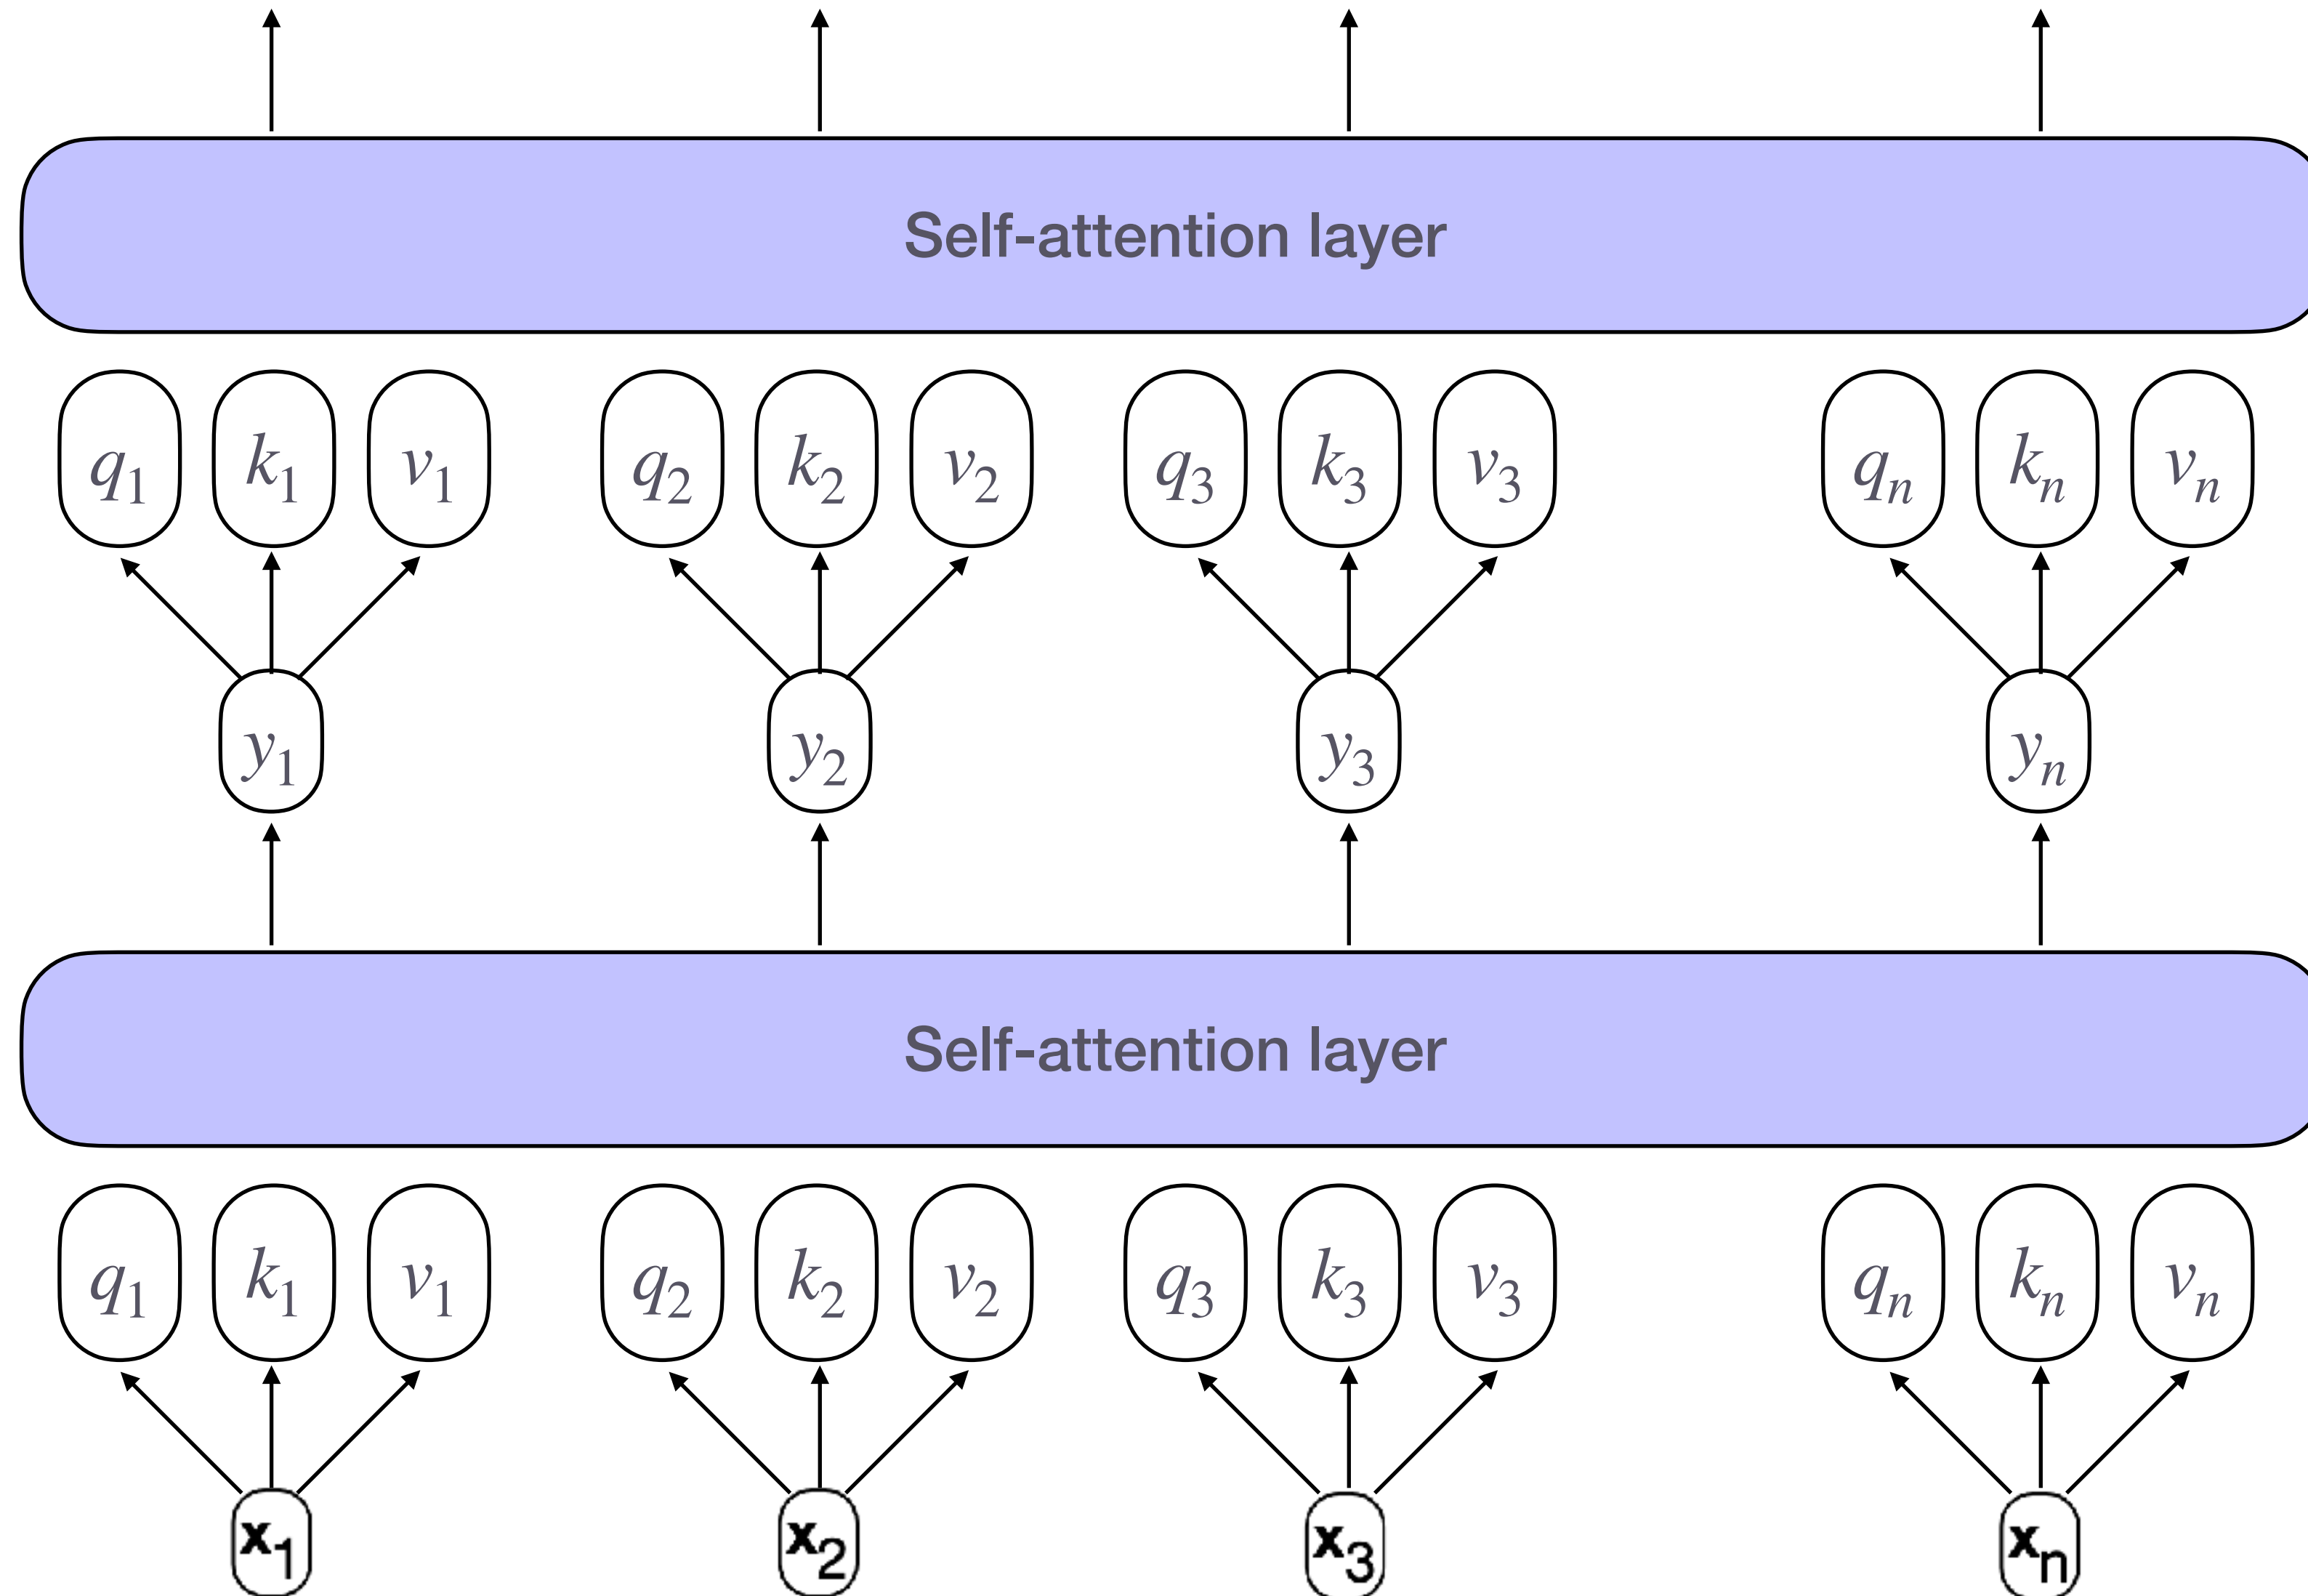 Self-attention layer
q1 k1 v1 q2 k2 v2 q3 k3 v3 qn kn vn
y1 y2 y3 yn
Self-attention layer
q1 k1 v1 q2 k2 v2 q3 k3 v3 qn kn vn
x1 x2 x3 xn